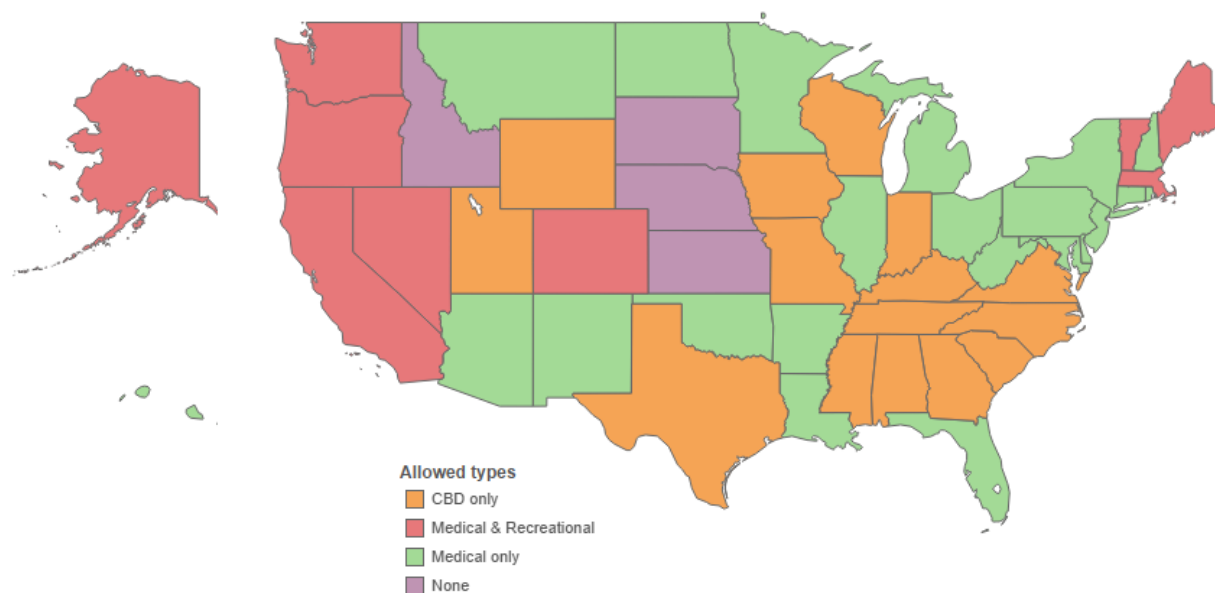 Allowed types
CBD only
Medical & Recreational
Medical only
None